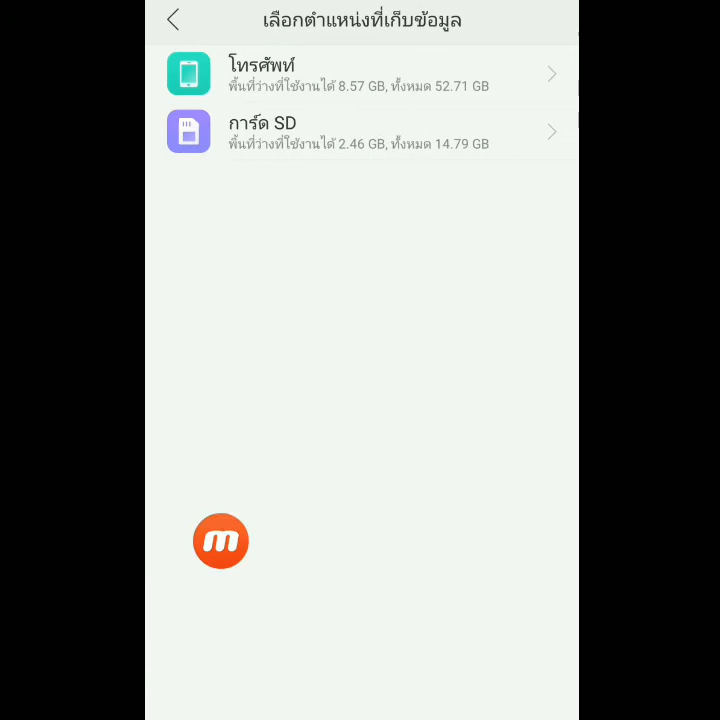 เลือกตำแหน่งที่เก็บข้อมูล
โทรศัพท์
พื้นที่ว่างที่ใช้งานได้ 8.57 GB, ทั้งหมด 52.71 GB
การ์ด SD
พื้นที่ว่างที่ใช้งานได้ 2.46 GB, ทั้งหมด 14.79 GB
m